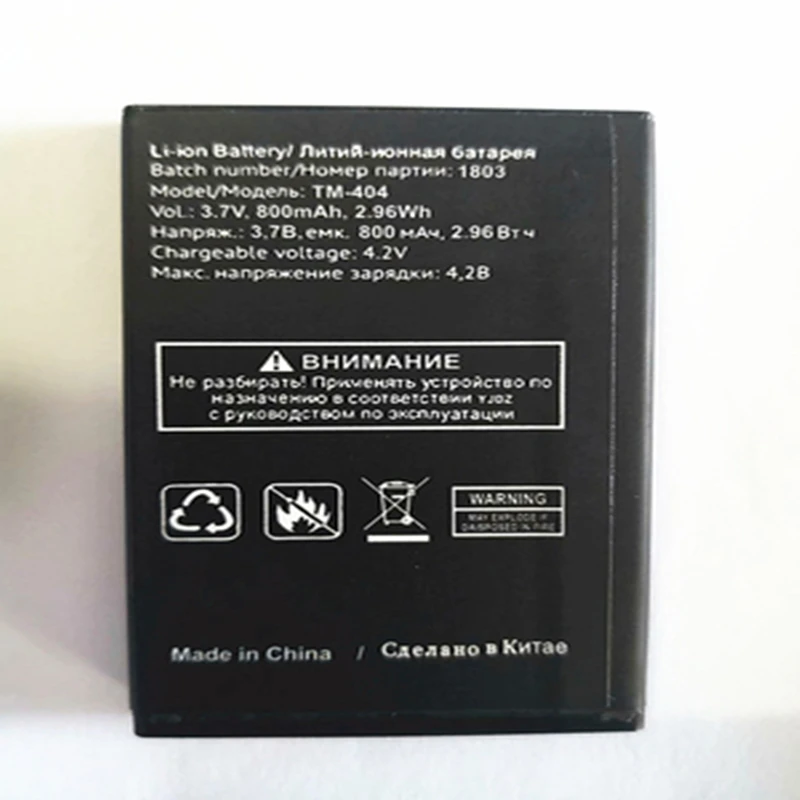 Li-ion Battery/ Литий-ионная батарея
Batch number/Номер партии: 1803
Model/Модель: TM-404
Vol.: 3.7V, 800mAh, 2.96Wh
Напряж.: 3,7В, емк. 800 мАч, 2.96 Вт ч
Chargeable voltage: 4.2V
Макс. напряжение зарядки: 4,2В
ВНИМАНИЕ
Не разбирать! Применять устройство по
назначению в соответствии YJ02
с руководством по эксплуатации
WARNING
MAY EXPLODE IF
DAISPOSED IN FIRE
Made in China / Сделано в Китае